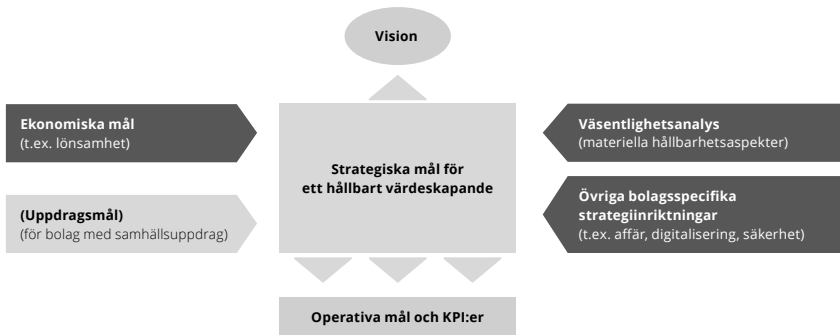 Vision
Ekonomiska mål
(t.ex. lönsamhet)
(Uppdragsmål)
(för bolag med samhällsuppdrag)
Strategiska mål för
ett hållbart värdeskapande
Väsentlighetsanalys
(materiella hållbarhetsaspekter)
Övriga bolagsspecifika
strategiinriktningar
(t.ex. affär, digitalisering, säkerhet)
Operativa mål och KPI:er